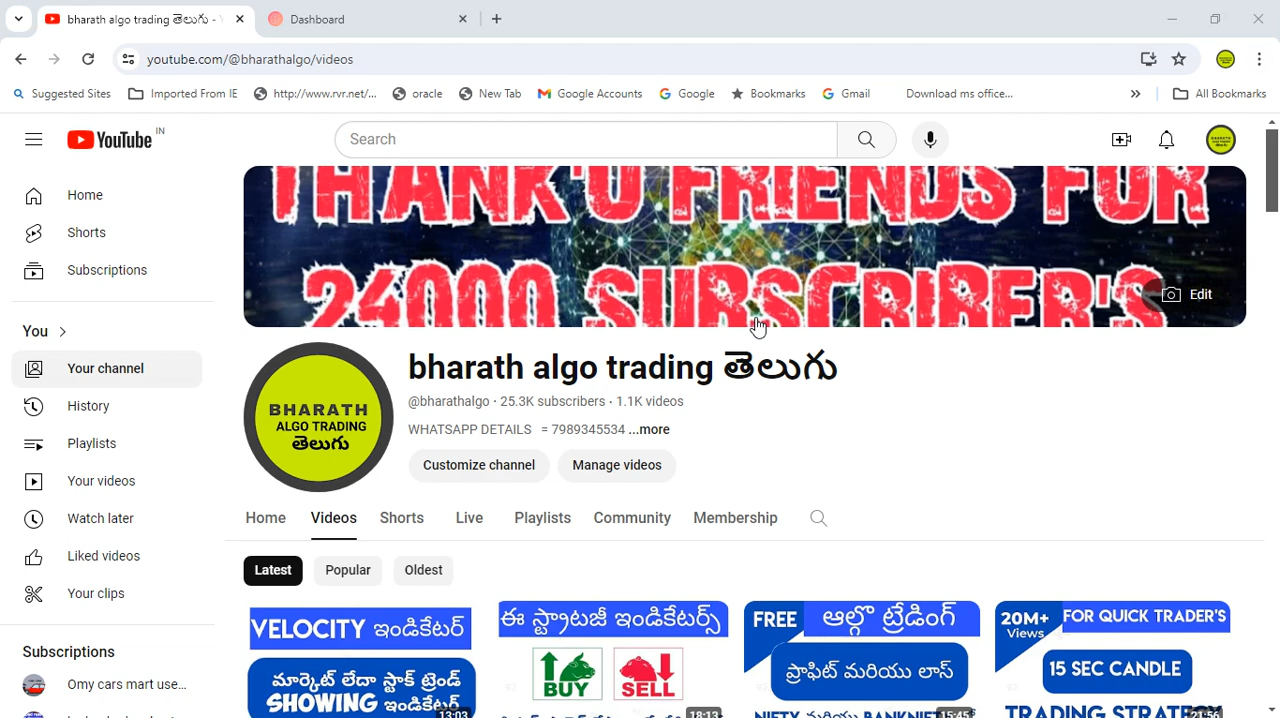 bharath algo trading తెలుగు - Y
Dashboard
youtube.com/@bharathalgo/videos
Suggested Sites
Imported From IE
http://www.rvr.net/...
oracle
New Tab
Google Accounts
Google
Bookmarks
Gmail
Download ms office...
All Bookmarks
YouTube IN
Search
Home
Shorts
Subscriptions
You
Your channel
History
Playlists
Your videos
Watch later
Liked videos
Your clips
Subscriptions
Omy cars mart use...
THANK'U FRIENDS FOR
24000 SUBSCRIBER'S
Edit
BHARATH
ALGO TRADING
తెలుగు
bharath algo trading తెలుగు
@bharathalgo · 25.3K subscribers · 1.1K videos
WHATSAPP DETAILS = 7989345534 ...more
Customize channel
Manage videos
Home
Videos
Shorts
Live
Playlists
Community
Membership
Latest
Popular
Oldest
VELOCITY ఇండికేటర్
మార్కెట్ లేదా స్టాక్ ట్రెండ్
SHOWING ఇండికేటర్
13:03
ఈ స్ట్రాటజీ ఇండికేటర్స్
BUY
SELL
18:13
FREE
ఆల్గొ ట్రేడింగ్
ప్రాఫిట్ మరియు లాస్
NIFTY మరియు BANKNIFTY
15:45
20M+
Views
FOR QUICK TRADER'S
15 SEC CANDLE
TRADING STRATEGY
21:56